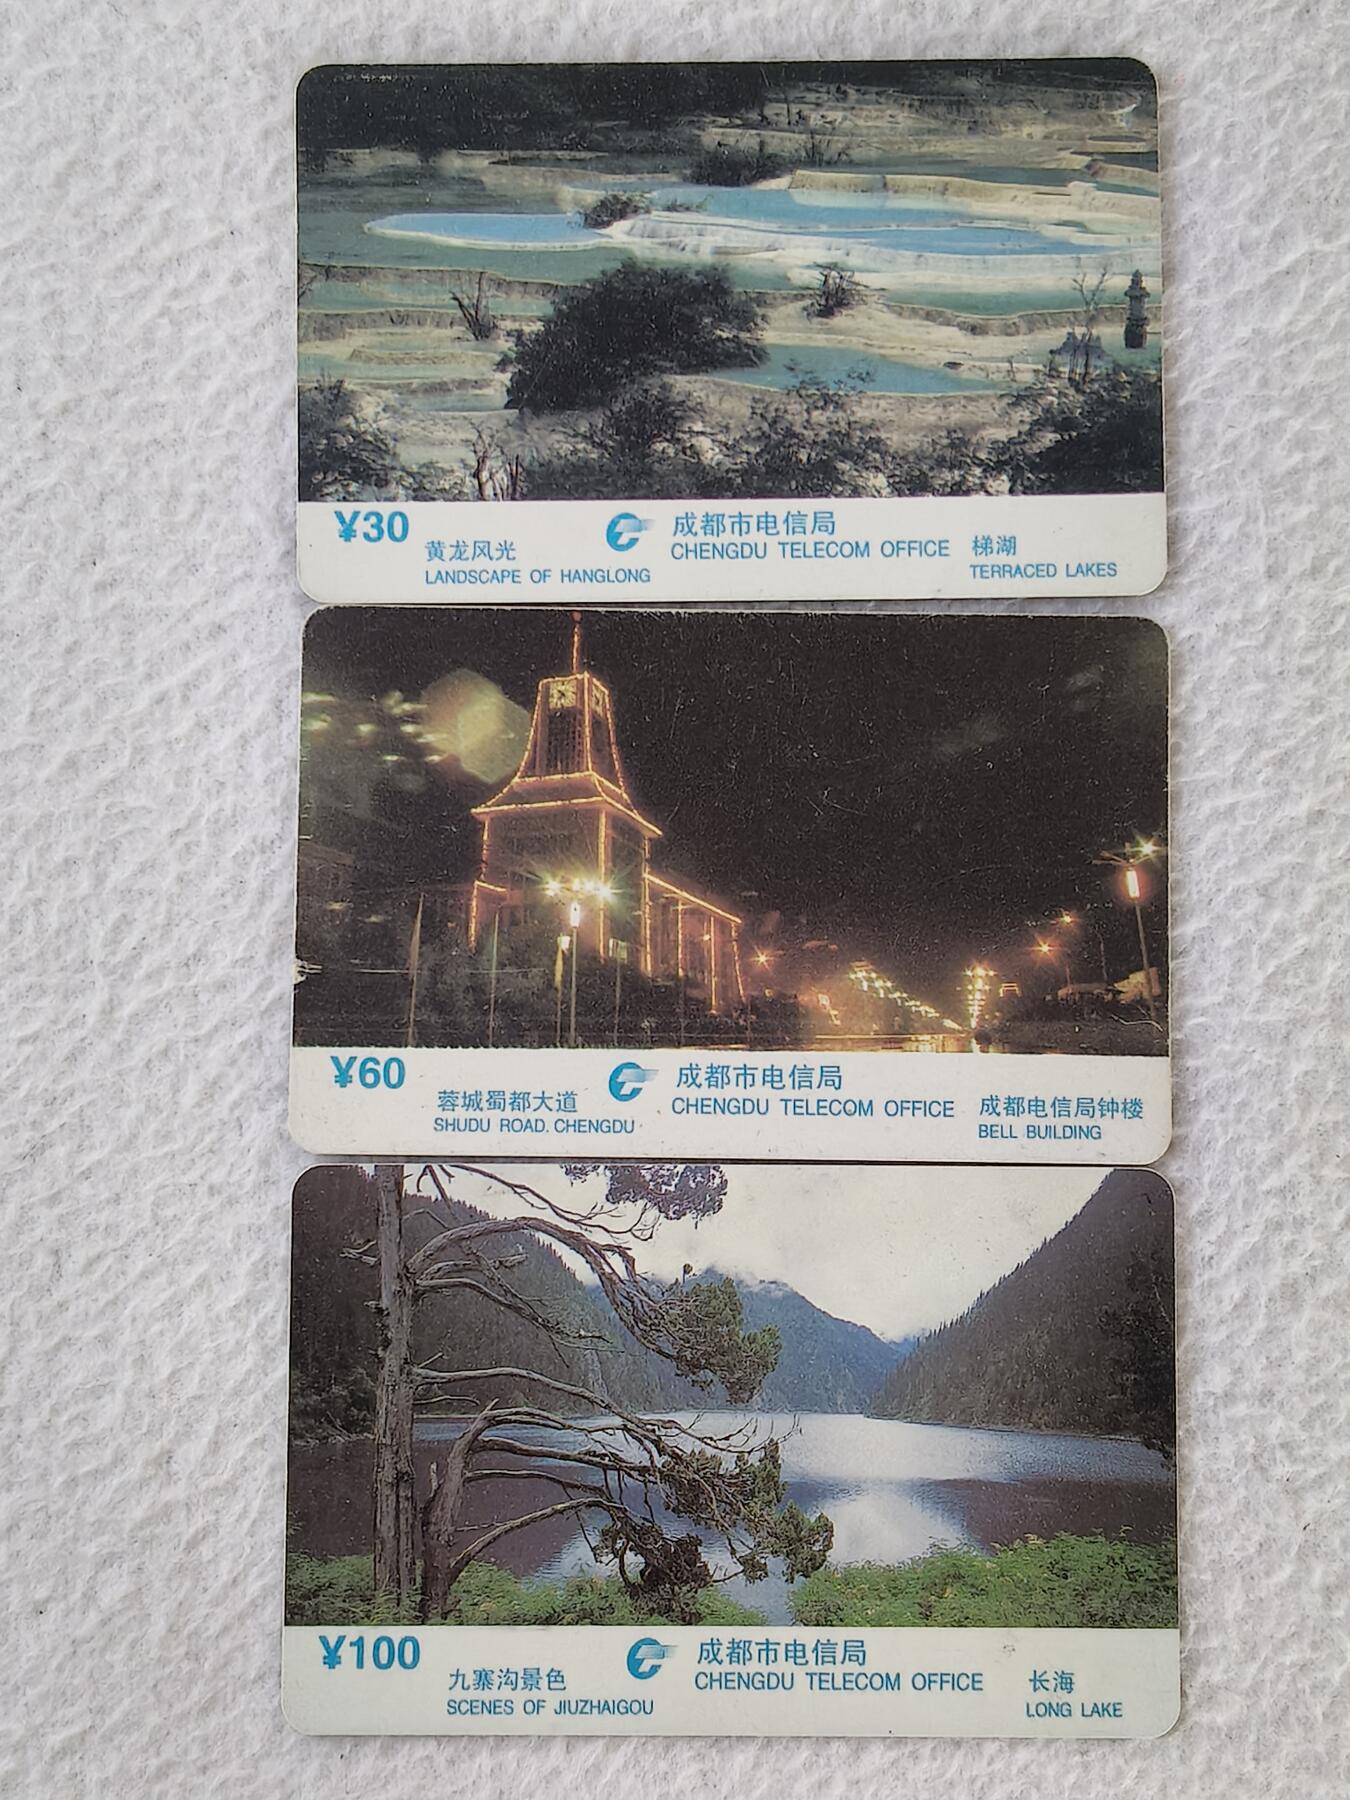 ¥30
黄龙风光
LANDSCAPE OF HANGLONG
成都市电信局
CHENGDU TELECOM OFFICE
梯湖
TERRACED LAKES
¥60
蓉城蜀都大道
SHUDU ROAD. CHENGDU
成都市电信局
CHENGDU TELECOM OFFICE
成都电信局钟楼
BELL BUILDING
¥100
九寨沟景色
SCENES OF JIUZHAIGOU
成都市电信局
CHENGDU TELECOM OFFICE
长海
LONG LAKE